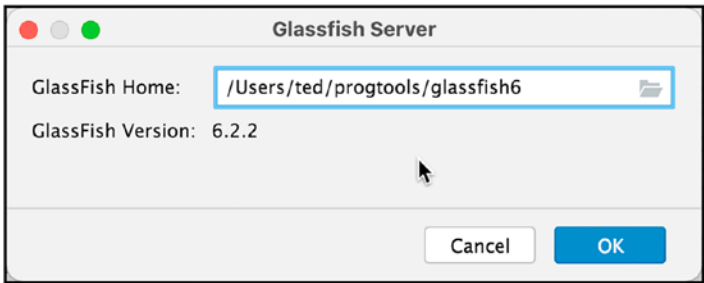 Glassfish Server
GlassFish Home: /Users/ted/progtools/glassfish6
GlassFish Version: 6.2.2
Cancel OK